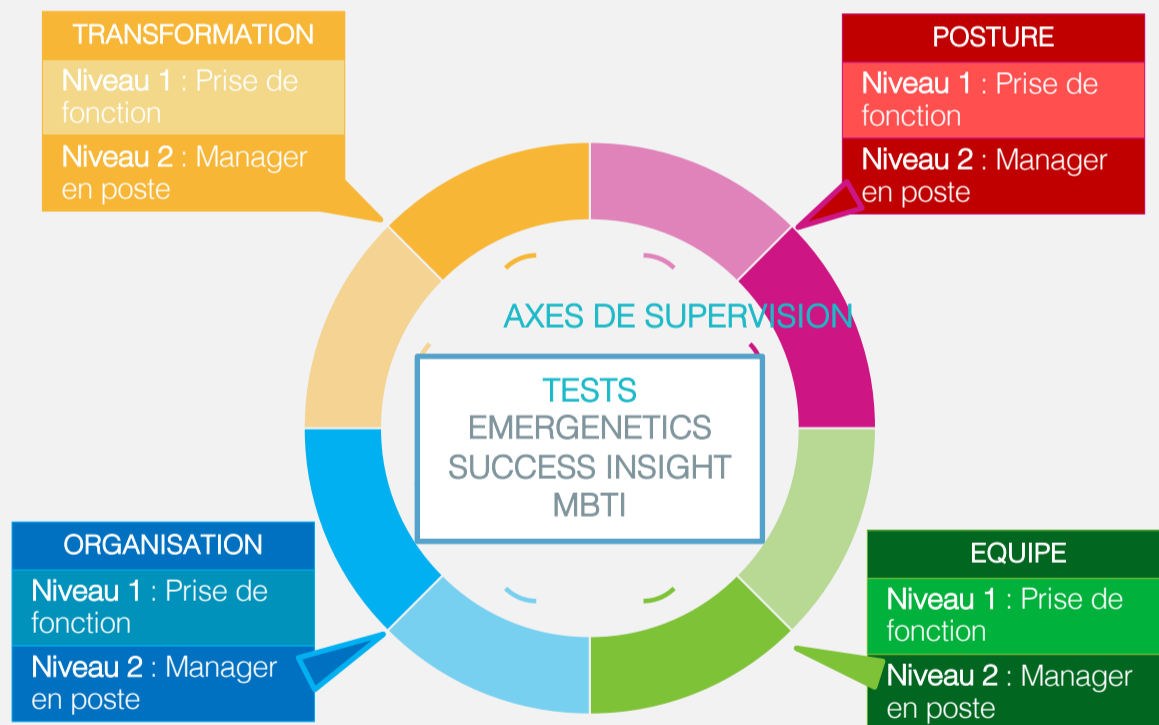 TRANSFORMATION
Niveau 1 : Prise de
fonction
Niveau 2 : Manager
en poste
POSTURE
Niveau 1 : Prise de
fonction
Niveau 2 : Manager
en poste
AXES DE SUPERVISION
TESTS
EMERGENETICS
SUCCESS INSIGHT
MBTI
ORGANISATION
Niveau 1 : Prise de
fonction
Niveau 2 : Manager
en poste
EQUIPE
Niveau 1 : Prise de
fonction
Niveau 2 : Manager
en poste